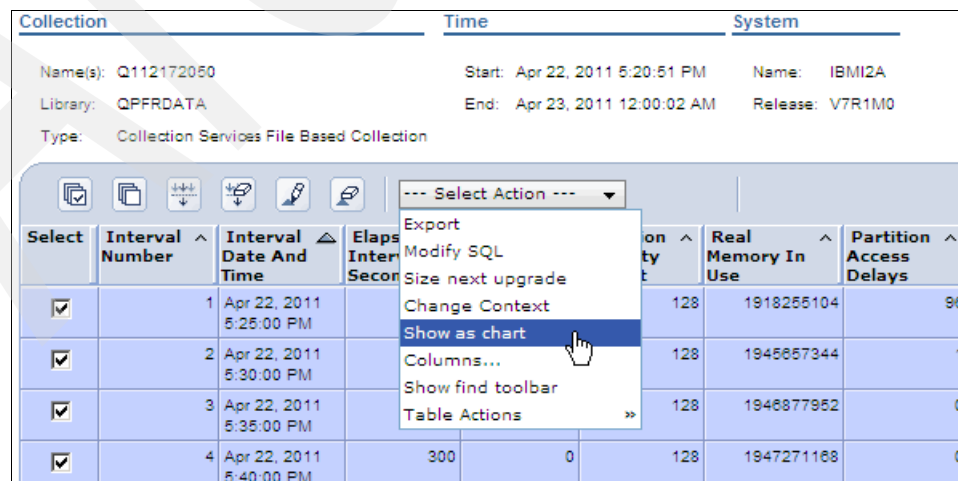 Collection Time System
Name(s): Q112172050 Start: Apr 22, 2011 5:20:51 PM Name: IBMI2A
Library: QPFRDATA End: Apr 23, 2011 12:00:02 AM Release: V7R1M0
Type: Collection Services File Based Collection
--- Select Action ---
Export
Modify SQL
Size next upgrade
Change Context
Show as chart
Columns...
Show find toolbar
Table Actions »
Select Interval Number Interval Date And Time Elaps Inter Secon ion ty t Real Memory In Use Partition Access Delays
1 Apr 22, 2011 5:25:00 PM 128 1918255104 96
2 Apr 22, 2011 5:30:00 PM 128 1945657344
3 Apr 22, 2011 5:35:00 PM 128 1946877952 0
4 Apr 22, 2011 5:40:00 PM 300 0 128 1947271168 0